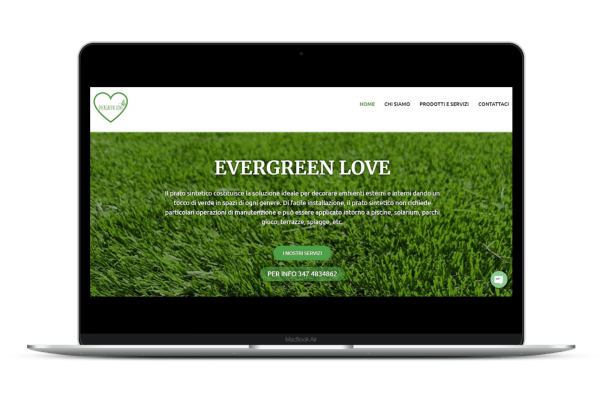 EVERGREEN LOVE
HOME CHI SIAMO PRODOTTI E SERVIZI CONTATTACI
EVERGREEN LOVE
Il prato sintetico costituisce la soluzione ideale per decorare ambienti esterni e interni dando un
tocco di verde in spazi di ogni genere. Di facile installazione, il prato sintetico non richiede
particolari operazioni di manutenzione e può essere applicato intorno a piscine, solarium, parchi
gioco, terrazze, spiagge, etc.
I NOSTRI SERVIZI
PER INFO 347 4834862
MacBook Air